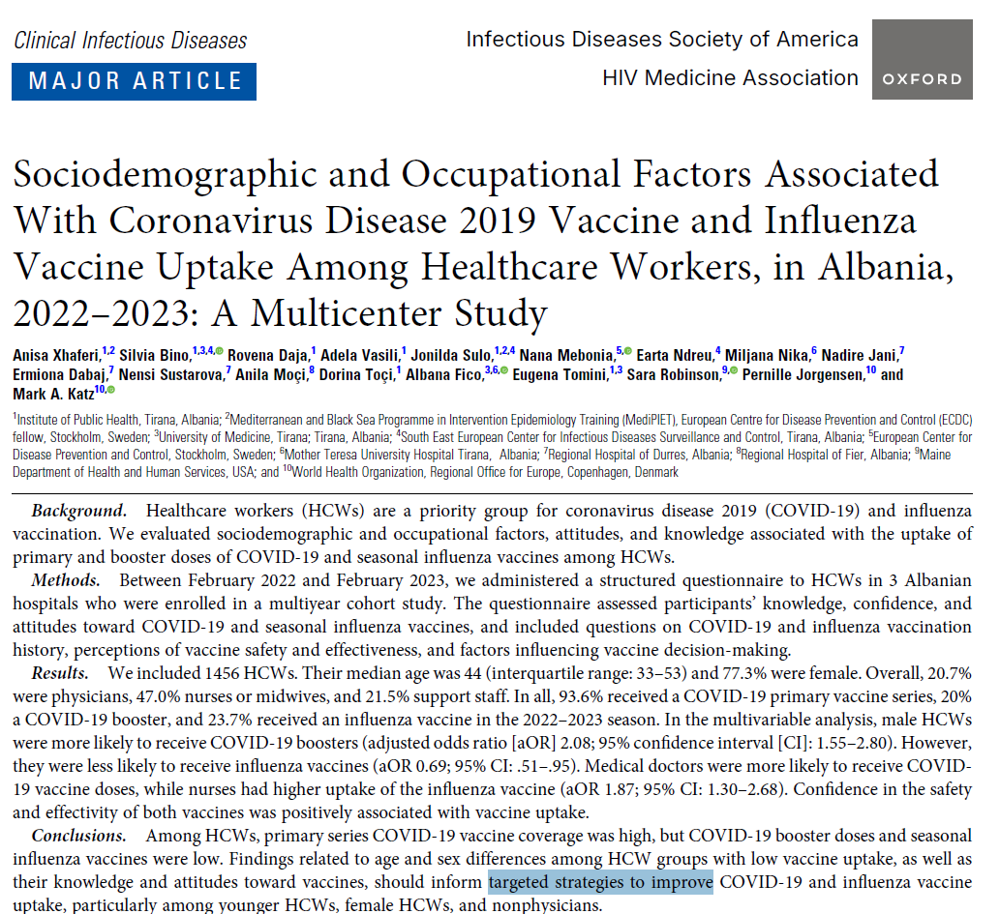 Clinical Infectious Diseases
MAJOR ARTICLE
Infectious Diseases Society of America
HIV Medicine Association
OXFORD
Sociodemographic and Occupational Factors Associated
With Coronavirus Disease 2019 Vaccine and Influenza
Vaccine Uptake Among Healthcare Workers, in Albania,
2022–2023: A Multicenter Study
Anisa Xhaferi,1,2 Silvia Bino,1,3,4, Rovena Daja,1 Adela Vasili,1 Jonilda Sulo,1,2,4 Nana Mebonia,5, Earta Ndreu,4 Miljana Nika,6 Nadire Jani,7
Ermiona Dabaj,7 Nensi Sustarova,7 Anila Moçi,8 Dorina Toçi,1 Albana Fico,3,6, Eugena Tomini,1,3 Sara Robinson,9, Pernille Jorgensen,10 and
Mark A. Katz10,
1Institute of Public Health, Tirana, Albania; 2Mediterranean and Black Sea Programme in Intervention Epidemiology Training (MediPIET), European Centre for Disease Prevention and Control (ECDC)
fellow, Stockholm, Sweden; 3University of Medicine, Tirana; Tirana, Albania; 4South East European Center for Infectious Diseases Surveillance and Control, Tirana, Albania; 5European Center for
Disease Prevention and Control, Stockholm, Sweden; 6Mother Teresa University Hospital Tirana, Albania; 7Regional Hospital of Durres, Albania; 8Regional Hospital of Fier, Albania; 9Maine
Department of Health and Human Services, USA; and 10World Health Organization, Regional Office for Europe, Copenhagen, Denmark
Background. Healthcare workers (HCWs) are a priority group for coronavirus disease 2019 (COVID-19) and influenza
vaccination. We evaluated sociodemographic and occupational factors, attitudes, and knowledge associated with the uptake of
primary and booster doses of COVID-19 and seasonal influenza vaccines among HCWs.
Methods. Between February 2022 and February 2023, we administered a structured questionnaire to HCWs in 3 Albanian
hospitals who were enrolled in a multiyear cohort study. The questionnaire assessed participants' knowledge, confidence, and
attitudes toward COVID-19 and seasonal influenza vaccines, and included questions on COVID-19 and influenza vaccination
history, perceptions of vaccine safety and effectiveness, and factors influencing vaccine decision-making.
Results. We included 1456 HCWs. Their median age was 44 (interquartile range: 33–53) and 77.3% were female. Overall, 20.7%
were physicians, 47.0% nurses or midwives, and 21.5% support staff. In all, 93.6% received a COVID-19 primary vaccine series, 20%
a COVID-19 booster, and 23.7% received an influenza vaccine in the 2022–2023 season. In the multivariable analysis, male HCWs
were more likely to receive COVID-19 boosters (adjusted odds ratio [aOR] 2.08; 95% confidence interval [CI]: 1.55–2.80). However,
they were less likely to receive influenza vaccines (aOR 0.69; 95% CI: .51–.95). Medical doctors were more likely to receive COVID-
19 vaccine doses, while nurses had higher uptake of the influenza vaccine (aOR 1.87; 95% CI: 1.30–2.68). Confidence in the safety
and effectivity of both vaccines was positively associated with vaccine uptake.
Conclusions. Among HCWs, primary series COVID-19 vaccine coverage was high, but COVID-19 booster doses and seasonal
influenza vaccines were low. Findings related to age and sex differences among HCW groups with low vaccine uptake, as well as
their knowledge and attitudes toward vaccines, should inform targeted strategies to improve COVID-19 and influenza vaccine
uptake, particularly among younger HCWs, female HCWs, and nonphysicians.